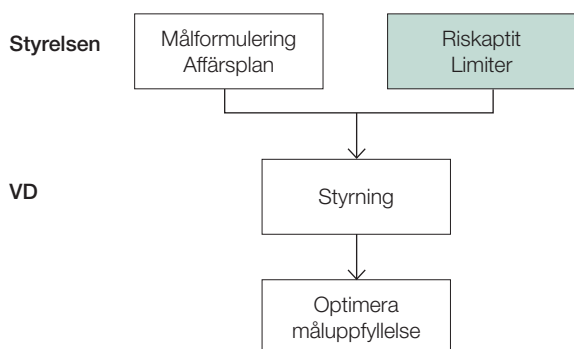 Styrelsen
Målformulering
Affärsplan
Riskaptit
Limiter
VD
Styrning
Optimera
måluppfyllelse